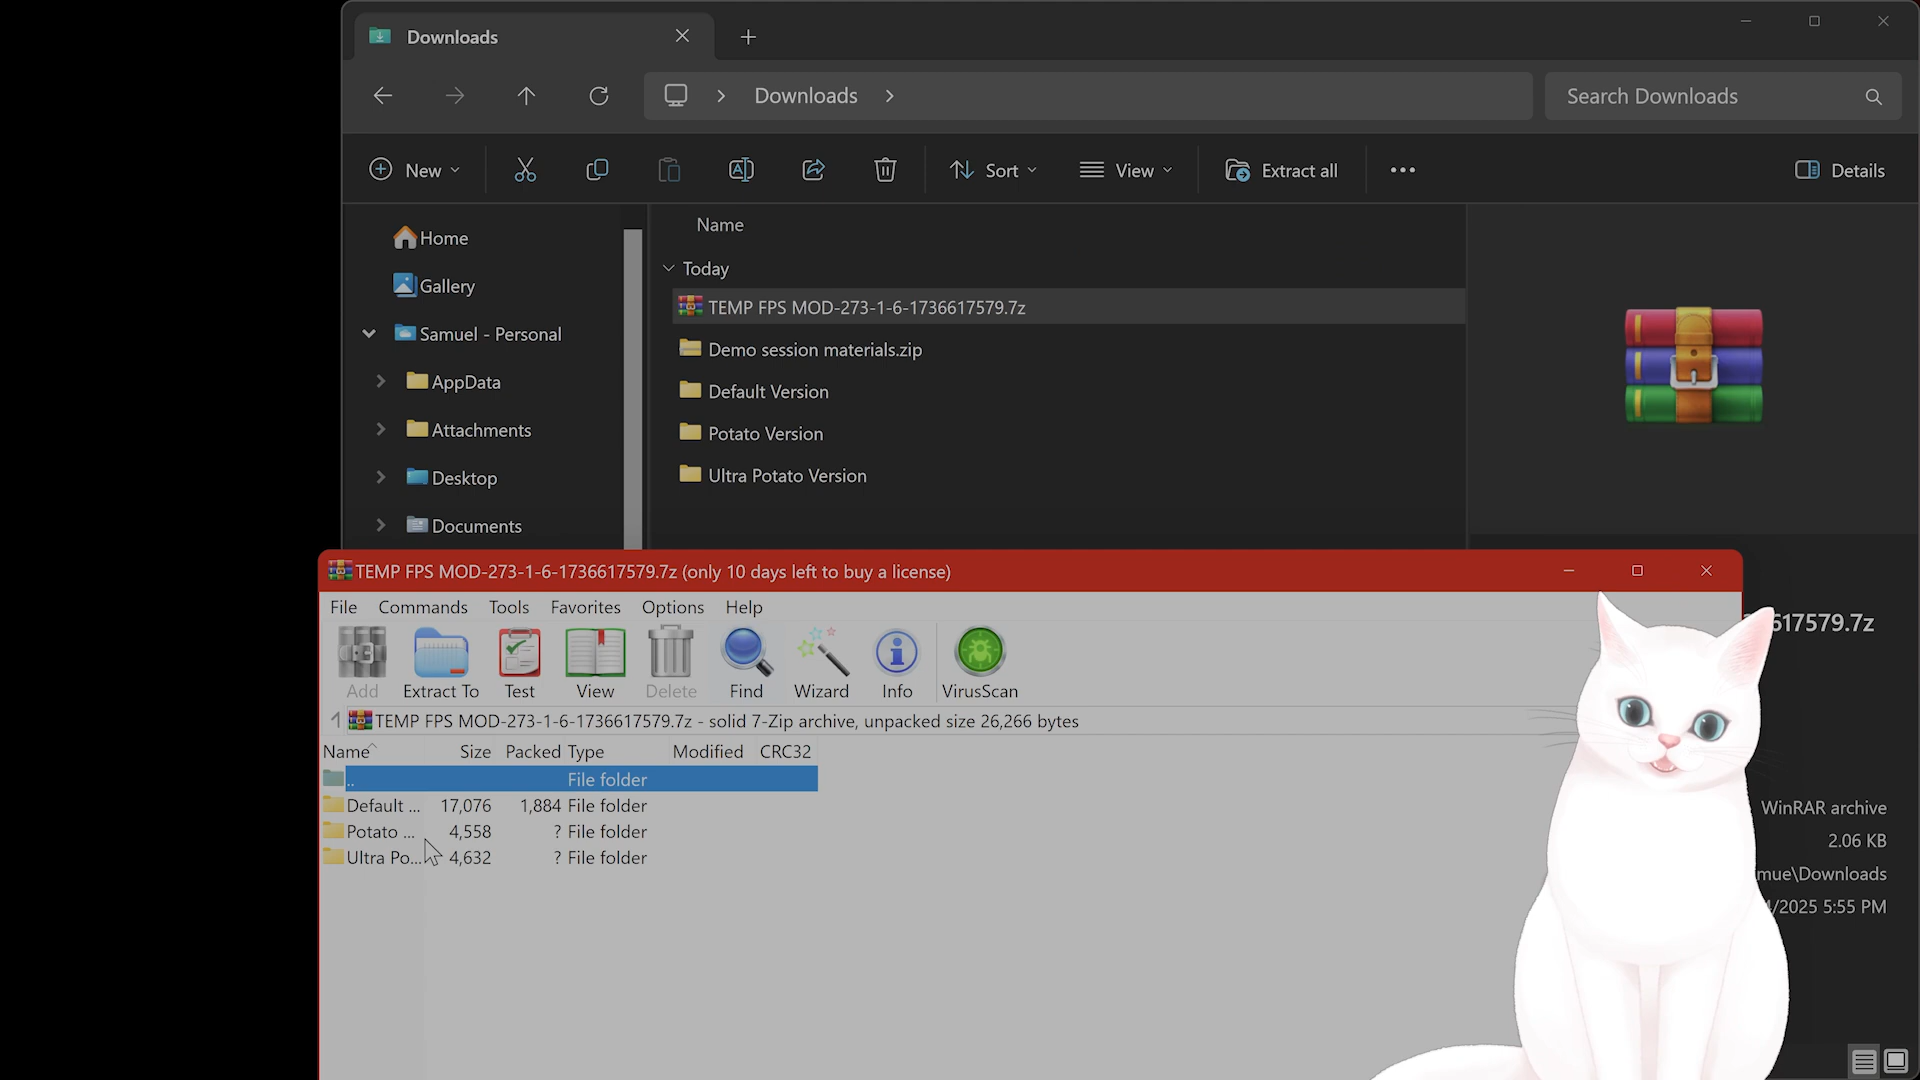 Downloads
Downloads
Search Downloads
New
Sort
View
Extract all
Details
Home
Gallery
Samuel - Personal
AppData
Attachments
Desktop
Documents
Name
Today
TEMP FPS MOD-273-1-6-1736617579.7z
Demo session materials.zip
Default Version
Potato Version
Ultra Potato Version
TEMP FPS MOD-273-1-6-1736617579.7z (only 10 days left to buy a license)
File Commands Tools Favorites Options Help
Add Extract To Test View Delete Find Wizard Info VirusScan
TEMP FPS MOD-273-1-6-1736617579.7z - solid 7-Zip archive, unpacked size 26,266 bytes
Name Size Packed Type Modified CRC32
.. File folder
Default ... 17,076 1,884 File folder
Potato ... 4,558 ? File folder
Ultra Po... 4,632 ? File folder
617579.7z
WinRAR archive
2.06 KB
mue\Downloads
/2025 5:55 PM